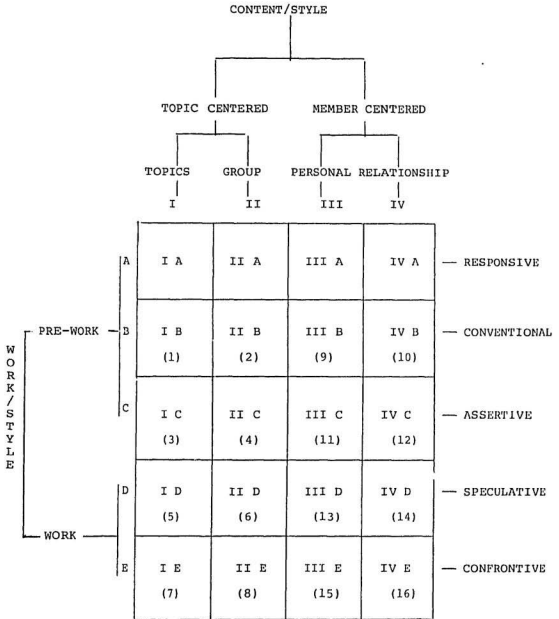 CONTENT/STYLE
TOPIC CENTERED MEMBER CENTERED
TOPICS GROUP PERSONAL RELATIONSHIP
I II III IV
A I A II A III A IV A RESPONSIVE
PRE-WORK B I B II B III B IV B CONVENTIONAL
(1) (2) (9) (10)
WORK/STYLE
C I C II C III C IV C ASSERTIVE
(3) (4) (11) (12)
D I D II D III D IV D SPECULATIVE
(5) (6) (13) (14)
WORK
E I E II E III E IV E CONFRONTIVE
(7) (8) (15) (16)